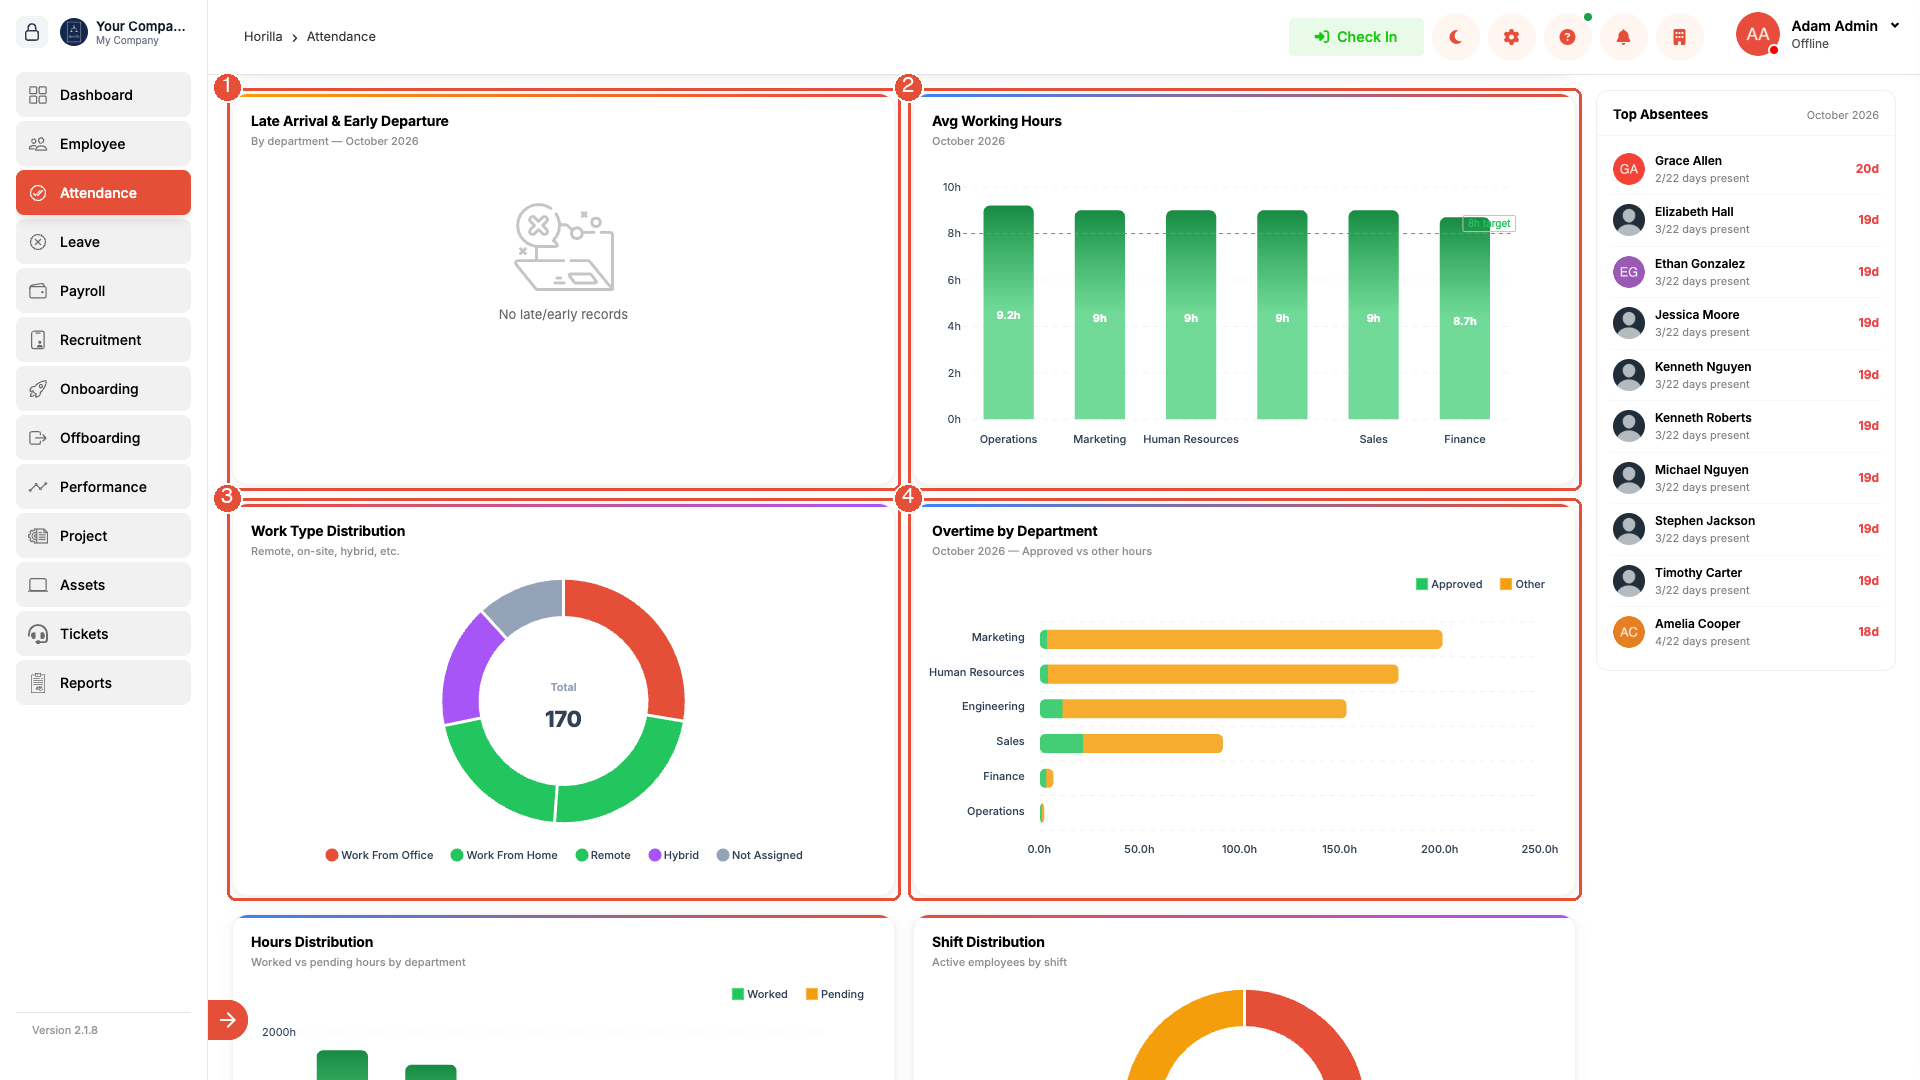 Your Compa...
My Company
Dashboard
Employee
Attendance
Leave
Payroll
Recruitment
Onboarding
Offboarding
Performance
Project
Assets
Tickets
Reports
Version 2.1.8
Horilla > Attendance
Check In
AA
Adam Admin
Offline
1
Late Arrival & Early Departure
By department — October 2026
No late/early records
2
Avg Working Hours
October 2026
10h
8h
6h
4h
2h
0h
8h target
9.2h
9h
9h
9h
9h
8.7h
Operations
Marketing
Human Resources
Sales
Finance
3
Work Type Distribution
Remote, on-site, hybrid, etc.
Total
170
Work From Office
Work From Home
Remote
Hybrid
Not Assigned
4
Overtime by Department
October 2026 — Approved vs other hours
Approved
Other
Marketing
Human Resources
Engineering
Sales
Finance
Operations
0.0h
50.0h
100.0h
150.0h
200.0h
250.0h
Hours Distribution
Worked vs pending hours by department
Worked
Pending
2000h
Shift Distribution
Active employees by shift
Top Absentees
October 2026
GA
Grace Allen
2/22 days present
20d
Elizabeth Hall
3/22 days present
19d
EG
Ethan Gonzalez
3/22 days present
19d
Jessica Moore
3/22 days present
19d
Kenneth Nguyen
3/22 days present
19d
Kenneth Roberts
3/22 days present
19d
Michael Nguyen
3/22 days present
19d
Stephen Jackson
3/22 days present
19d
Timothy Carter
3/22 days present
19d
AC
Amelia Cooper
4/22 days present
18d